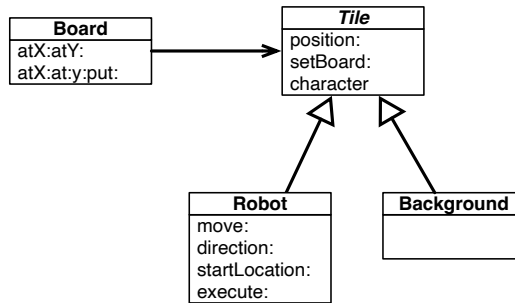 Board
atX:atY:
atX:at:y:put:
Tile
position:
setBoard:
character
Robot
move:
direction:
startLocation:
execute:
Background